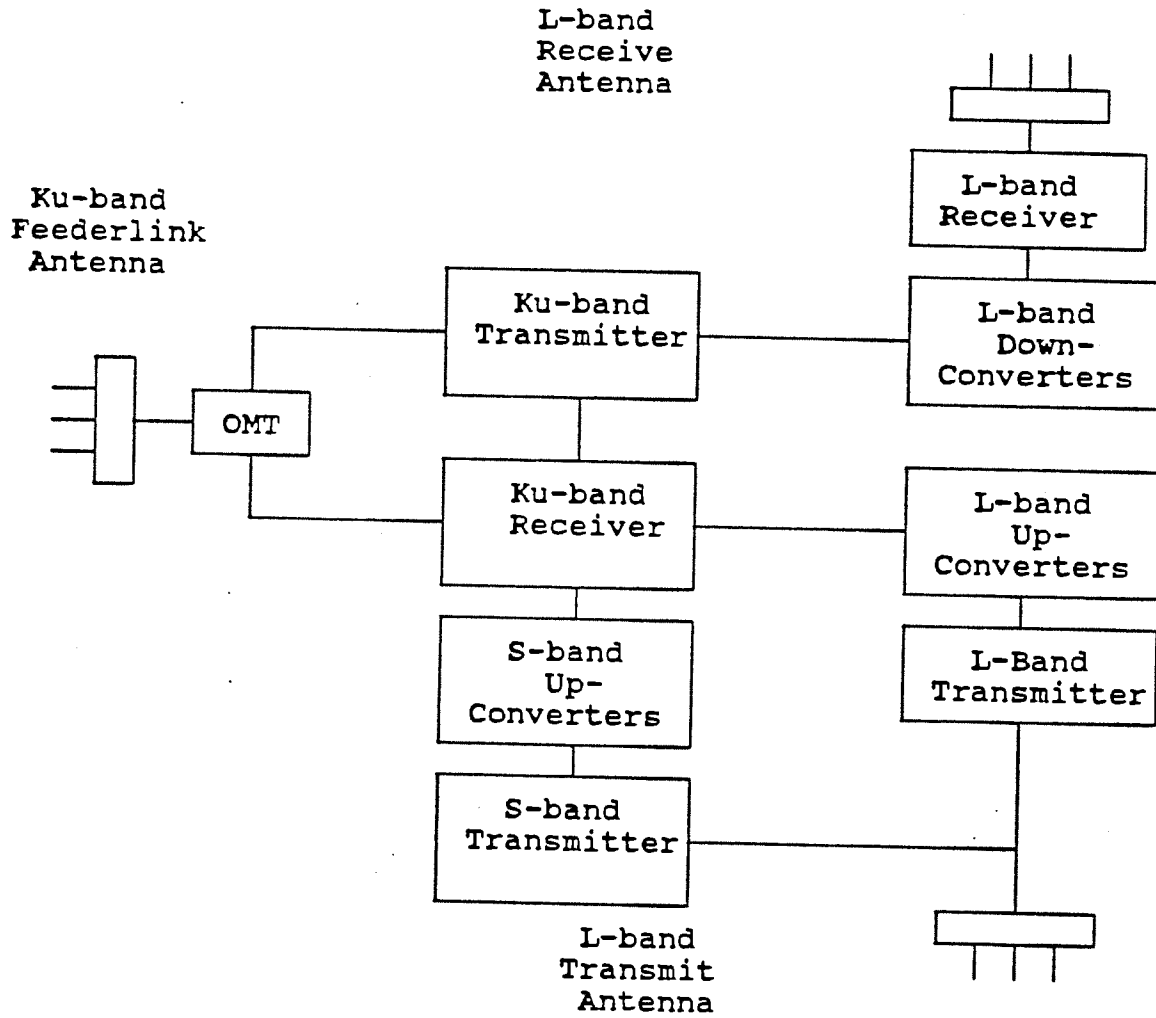 L-band
Receive
Antenna
L-band
Receiver
Ku-band
Feederlink
Antenna
Ku-band
Transmitter
L-band
Down-
Converters
OMT
Ku-band
Receiver
L-band
Up-
Converters
S-band
Up-
Converters
L-Band
Transmitter
S-band
Transmitter
L-band
Transmit
Antenna